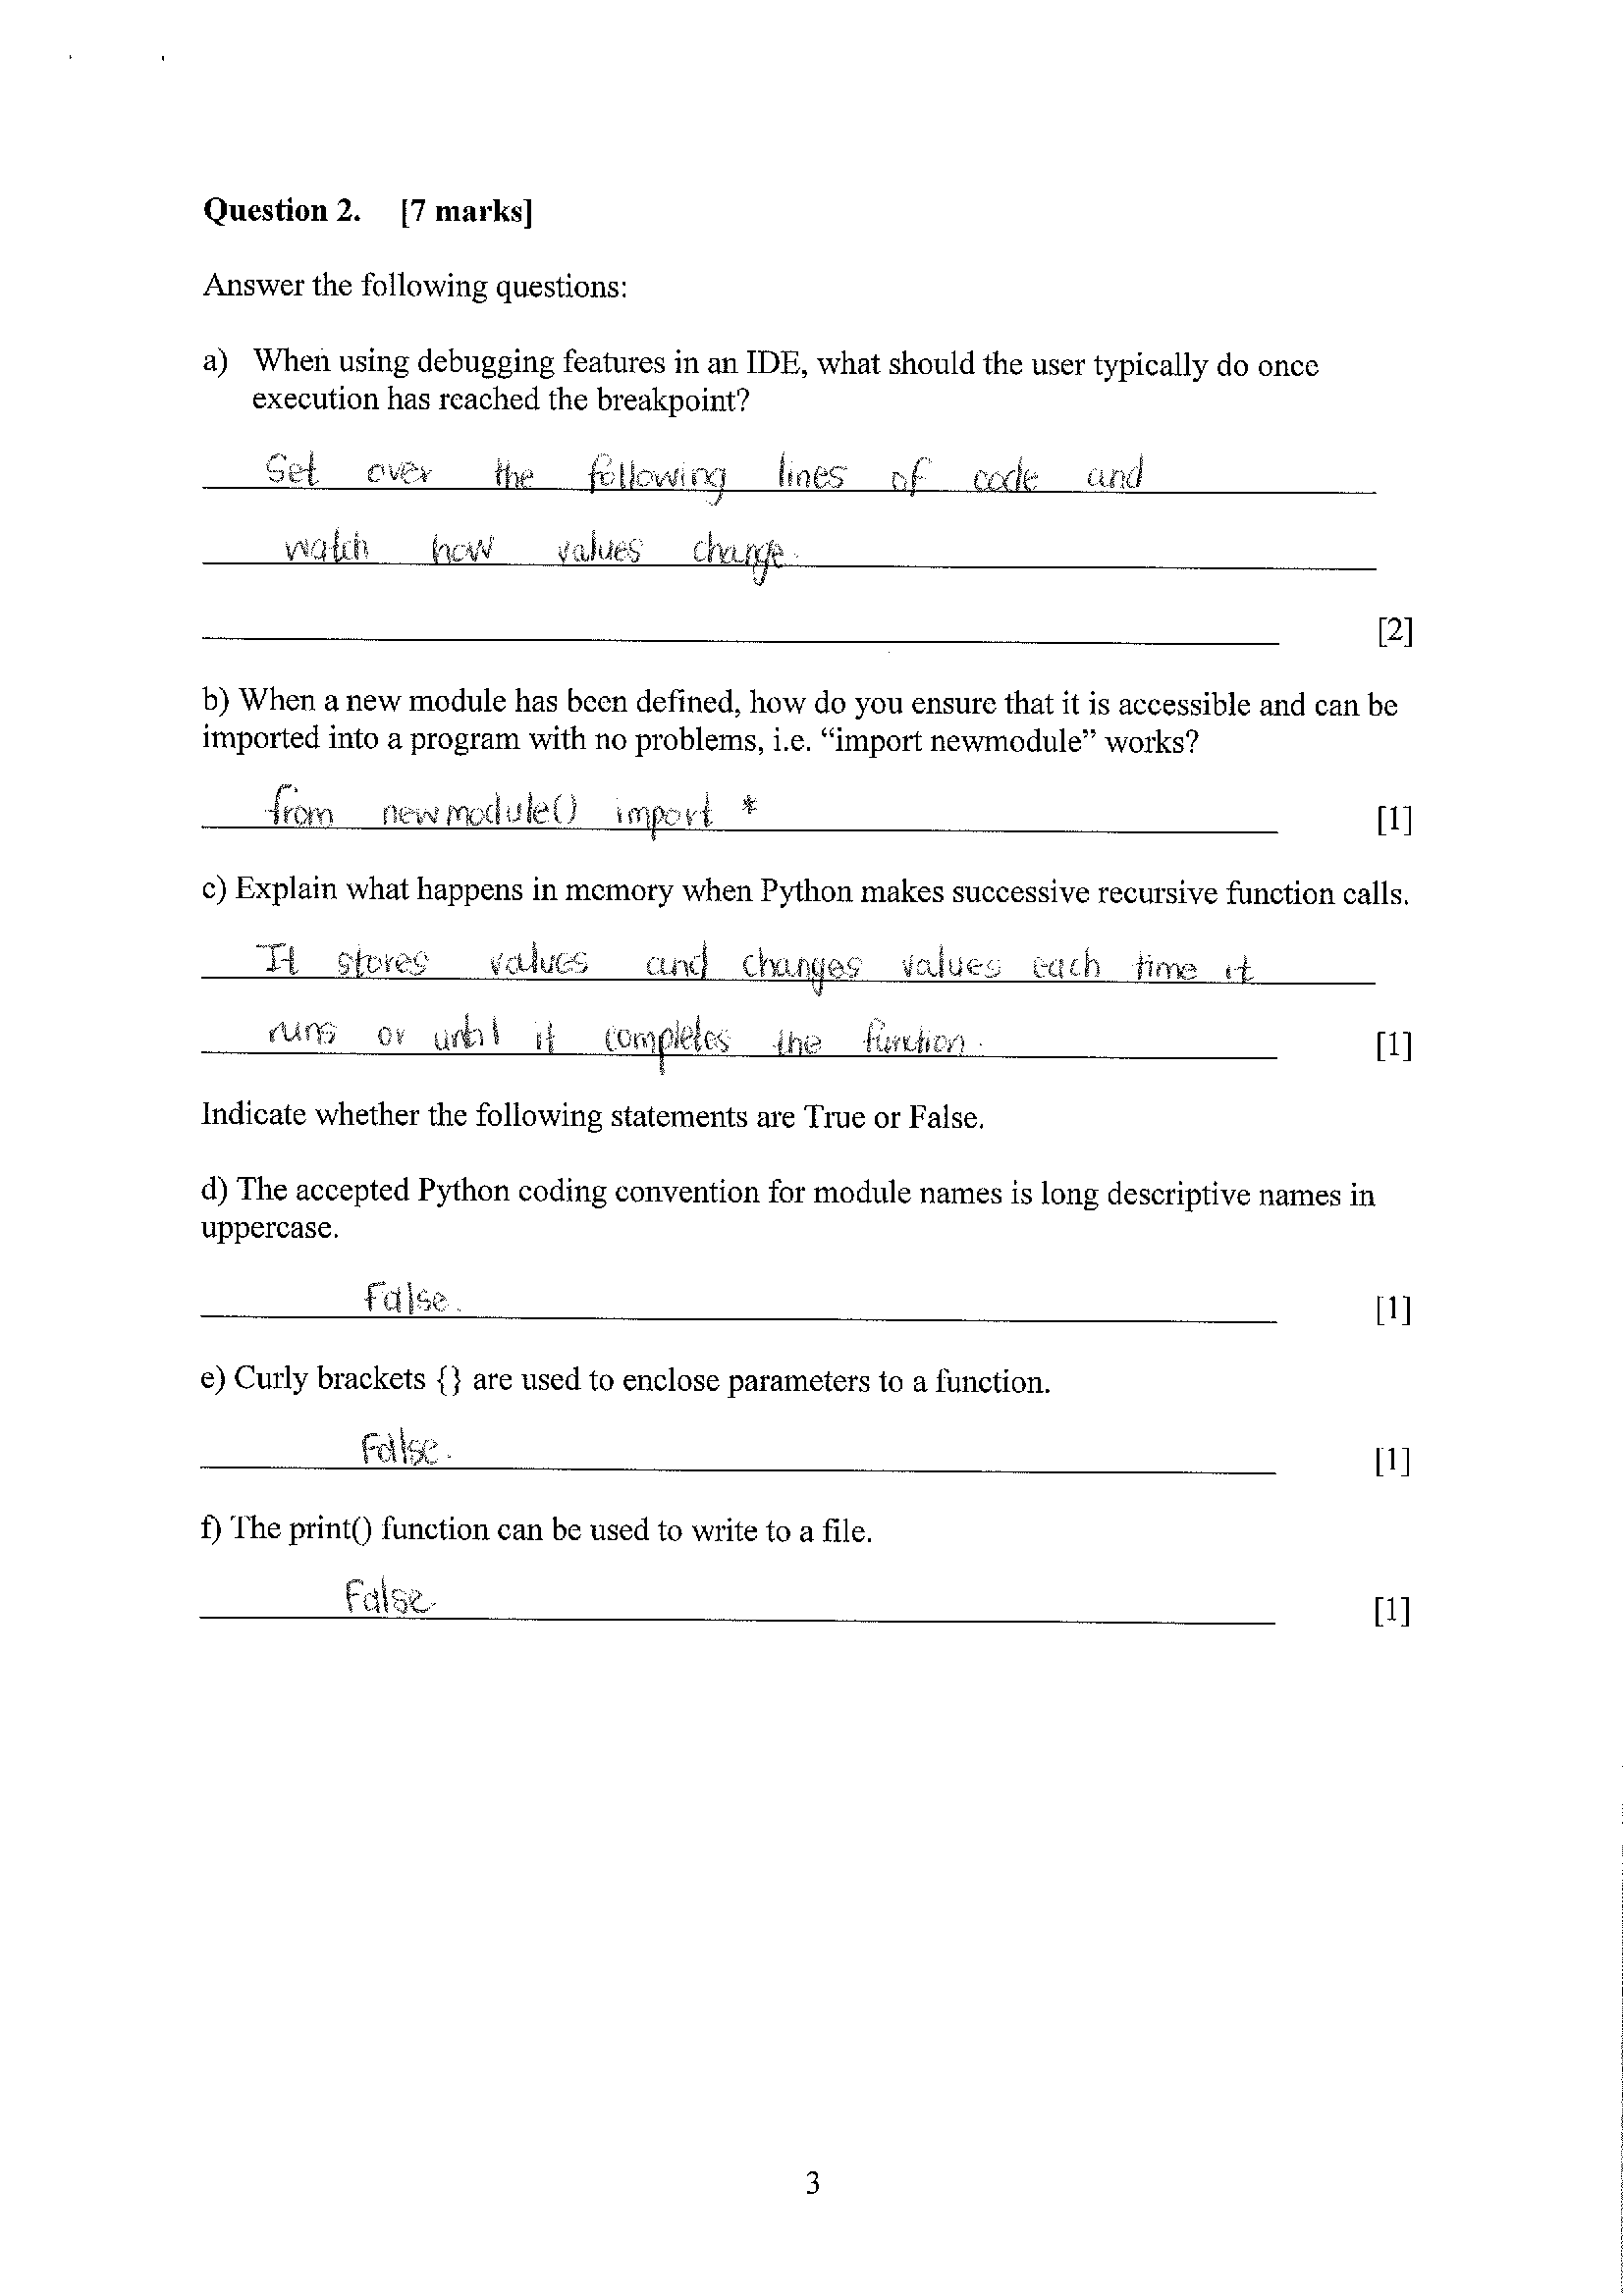 Question 2. [7 marks]
Answer the following questions:
a) When using debugging features in an IDE, what should the user typically do once
execution has reached the breakpoint?
Set over the following lines of code and
watch how values change.
[2]
b) When a new module has been defined, how do you ensure that it is accessible and can be
imported into a program with no problems, i.e. “import newmodule” works?
from newmodule() import *
[1]
c) Explain what happens in memory when Python makes successive recursive function calls.
It stores values and changes values each time it
runs or until it completes the function.
[1]
Indicate whether the following statements are True or False.
d) The accepted Python coding convention for module names is long descriptive names in
uppercase.
False.
[1]
e) Curly brackets {} are used to enclose parameters to a function.
False.
[1]
f) The print() function can be used to write to a file.
False.
[1]
3